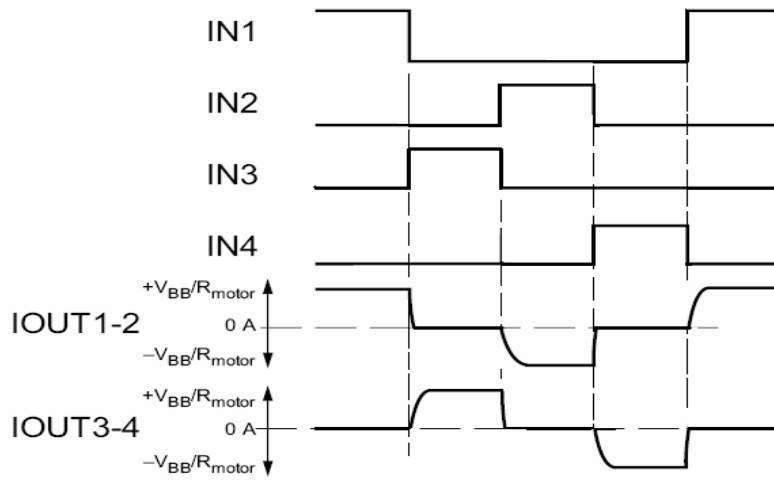 IN1
IN2
IN3
IN4
+VBB/Rmotor
IOUT1-2
0 A
−VBB/Rmotor
+VBB/Rmotor
IOUT3-4
0 A
−VBB/Rmotor